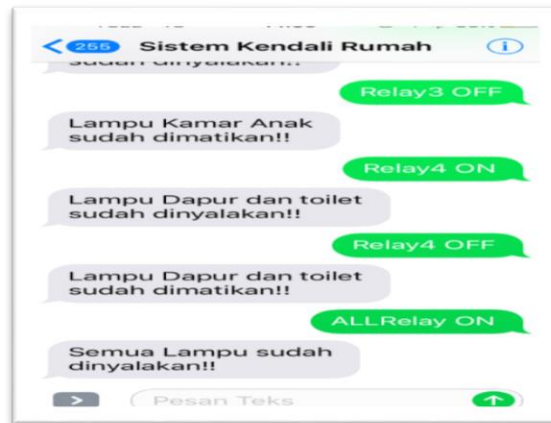 255 Sistem Kendali Rumah
sudah dinyalakan!!
Relay3 OFF
Lampu Kamar Anak
sudah dimatikan!!
Relay4 ON
Lampu Dapur dan toilet
sudah dinyalakan!!
Relay4 OFF
Lampu Dapur dan toilet
sudah dimatikan!!
ALLRelay ON
Semua Lampu sudah
dinyalakan!!
Pesan Teks